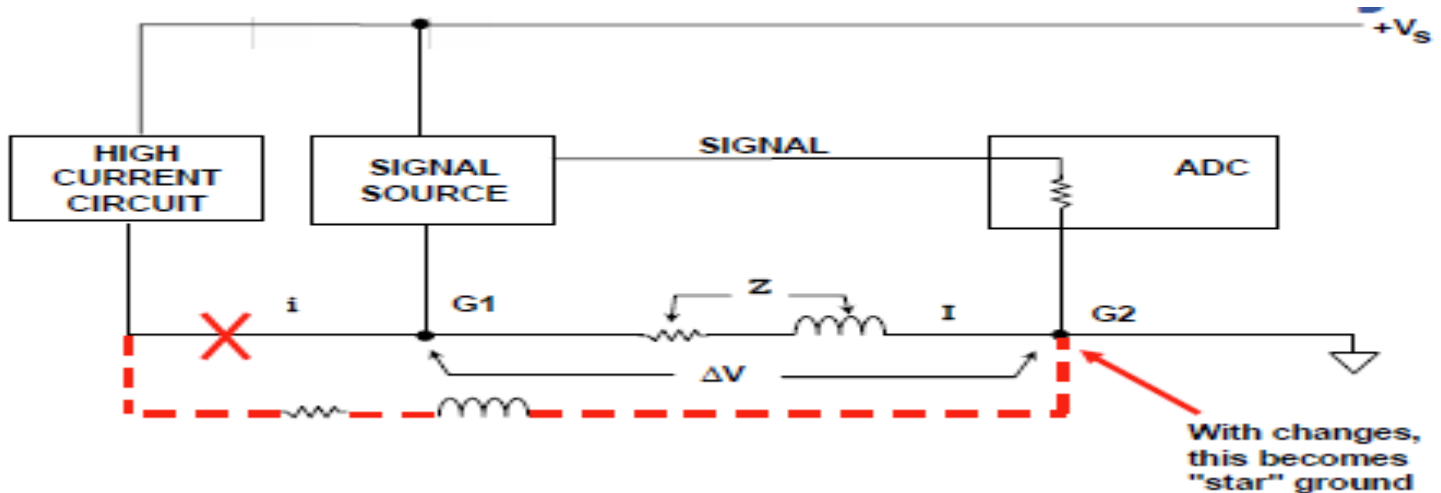 +VS
HIGH
CURRENT
CIRCUIT
SIGNAL
SOURCE
SIGNAL
ADC
i
G1
Z
I
G2
ΔV
With changes,
this becomes
"star" ground